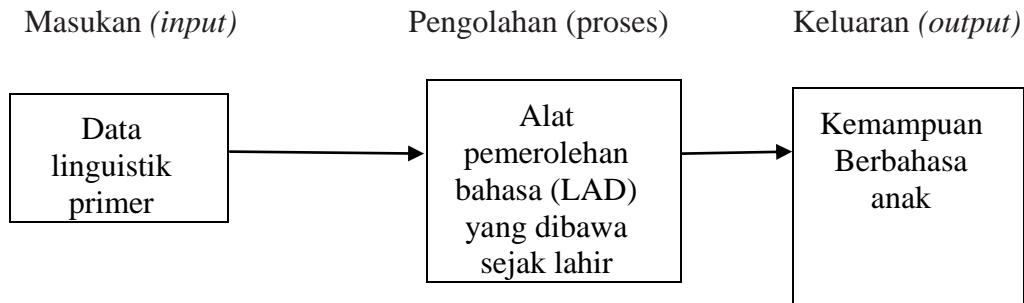 Masukan (input) Pengolahan (proses) Keluaran (output)
Data
linguistik
primer
Alat
pemerolehan
bahasa (LAD)
yang dibawa
sejak lahir
Kemampuan
Berbahasa
anak